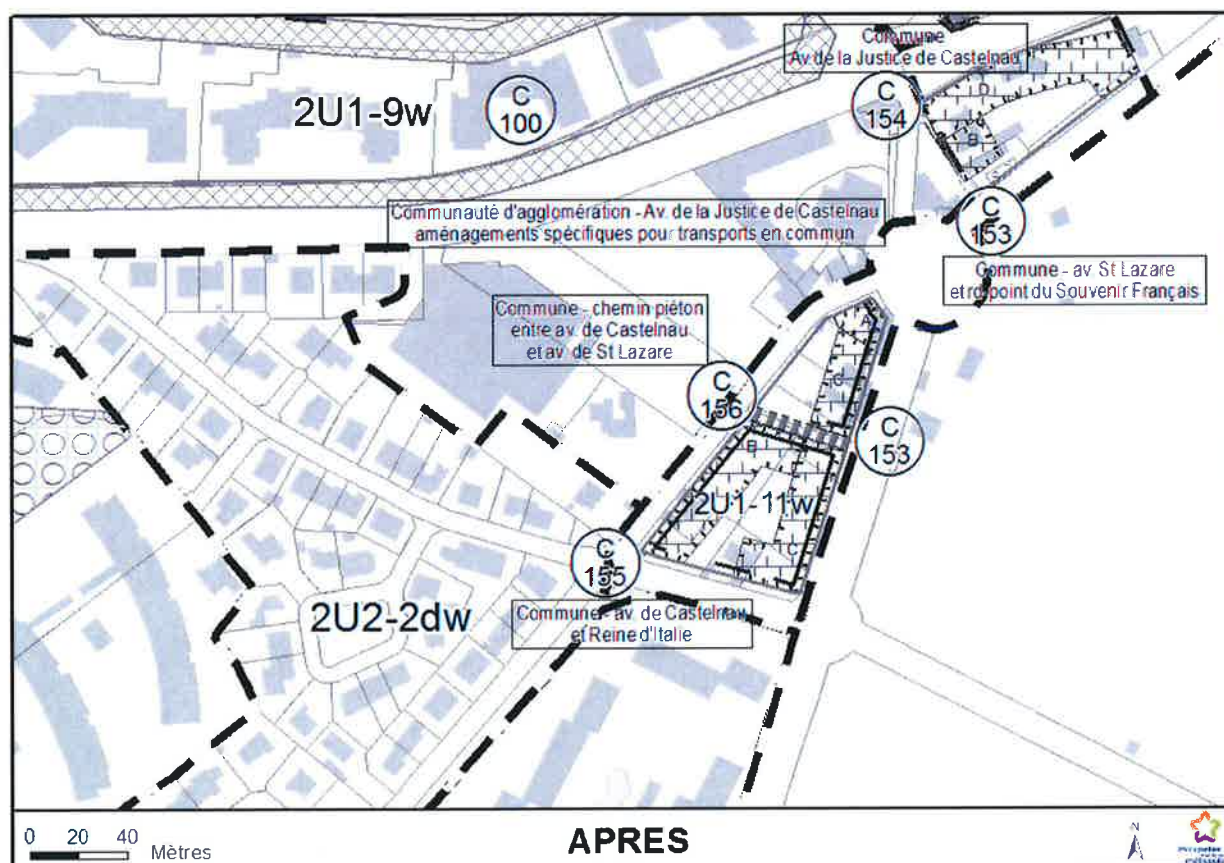 Commune
Av. de la Justice de Castelnau
2U1-9w
C
100
C
154
D
B
Communauté d'agglomération - Av. de la Justice de Castelnau
aménagements spécifiques pour transports en commun
C
153
Commune - av. St Lazare
et rd point du Souvenir Français
Commune - chemin piéton
entre av. de Castelnau
et av. de St Lazare
A
C
C
156
C
153
B
2U1-11w
C
C
155
2U2-2dw
Commune - av. de Castelnau
et Reine d'Italie
0 20 40
Mètres
APRES
N